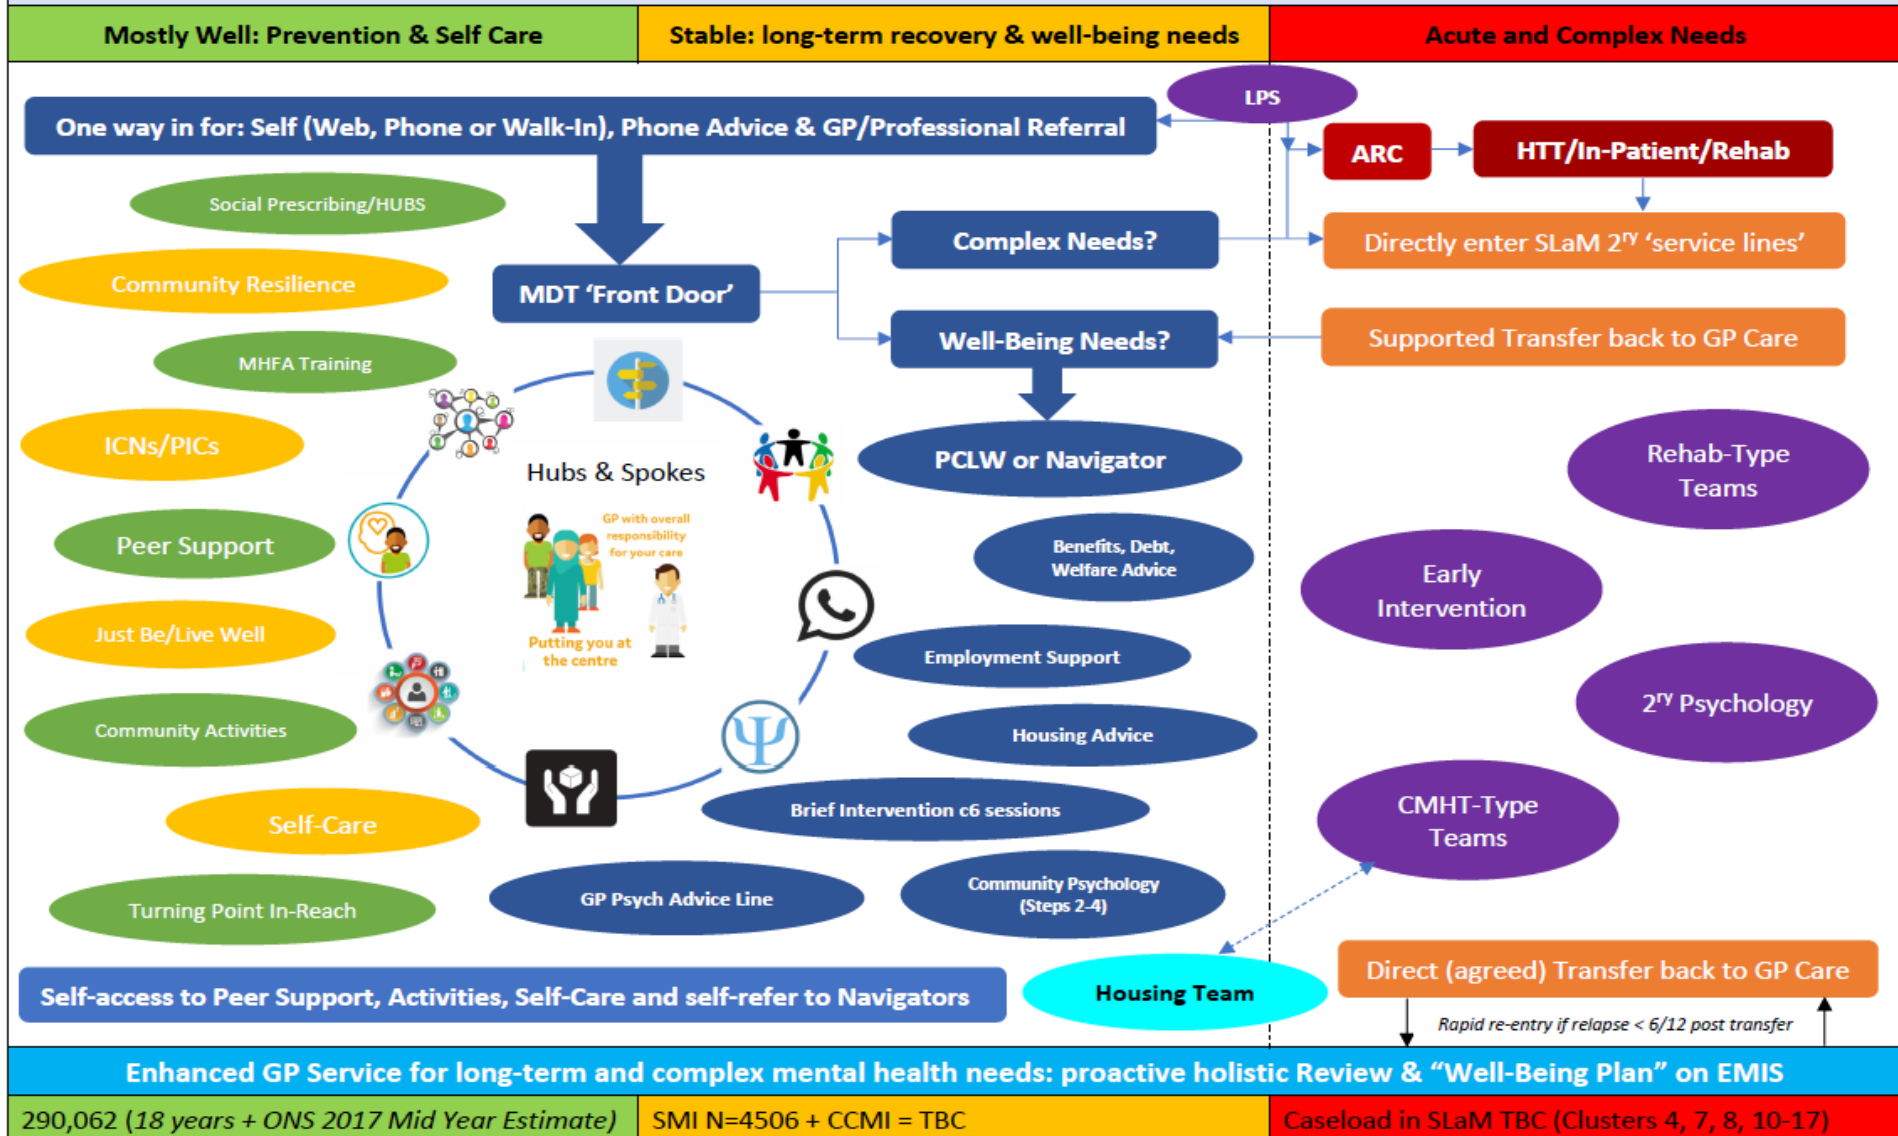 Mostly Well: Prevention & Self Care
Stable: long-term recovery & well-being needs
Acute and Complex Needs
LPS
One way in for: Self (Web, Phone or Walk-In), Phone Advice & GP/Professional Referral
ARC
HTT/In-Patient/Rehab
Social Prescribing/HUBS
Complex Needs?
Directly enter SLaM 2ry ‘service lines’
Community Resilience
MDT ‘Front Door’
Well-Being Needs?
Supported Transfer back to GP Care
MHFA Training
ICNs/PICs
Hubs & Spokes
PCLW or Navigator
Rehab-Type
Teams
GP with overall
responsibility
for your care
Peer Support
Benefits, Debt,
Welfare Advice
Early
Intervention
Just Be/Live Well
Putting you at
the centre
Employment Support
Community Activities
Housing Advice
2ry Psychology
Self-Care
Brief Intervention c6 sessions
CMHT-Type
Teams
Turning Point In-Reach
GP Psych Advice Line
Community Psychology
(Steps 2-4)
Self-access to Peer Support, Activities, Self-Care and self-refer to Navigators
Housing Team
Direct (agreed) Transfer back to GP Care
Rapid re-entry if relapse < 6/12 post transfer
Enhanced GP Service for long-term and complex mental health needs: proactive holistic Review & “Well-Being Plan” on EMIS
290,062 (18 years + ONS 2017 Mid Year Estimate)
SMI N=4506 + CCMI = TBC
Caseload in SLaM TBC (Clusters 4, 7, 8, 10-17)